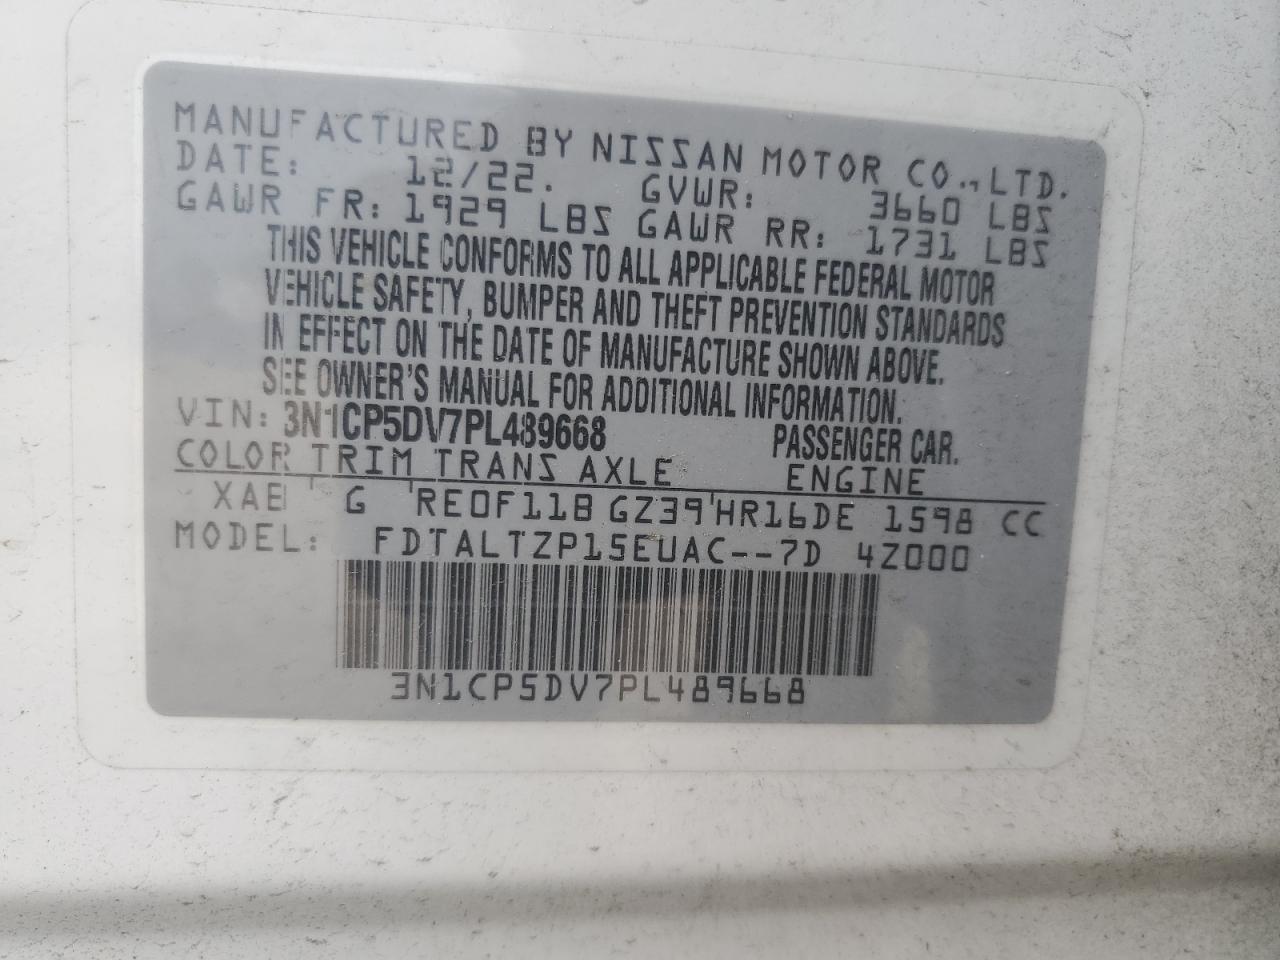 MANUFACTURED BY NISSAN MOTOR CO., LTD.
DATE: 12/22. GVWR: 3660 LBS
GAWR FR: 1929 LBS GAWR RR: 1731 LBS
THIS VEHICLE CONFORMS TO ALL APPLICABLE FEDERAL MOTOR
VEHICLE SAFETY, BUMPER AND THEFT PREVENTION STANDARDS
IN EFFECT ON THE DATE OF MANUFACTURE SHOWN ABOVE.
SEE OWNER'S MANUAL FOR ADDITIONAL INFORMATION.
VIN: 3N1CP5DV7PL489668 PASSENGER CAR.
COLOR TRIM TRANS AXLE ENGINE
XAB G RE0F11B GZ39 HR16DE 1598 CC
MODEL: FDTALTZP15EUAC--7D 4Z000
3N1CP5DV7PL489668